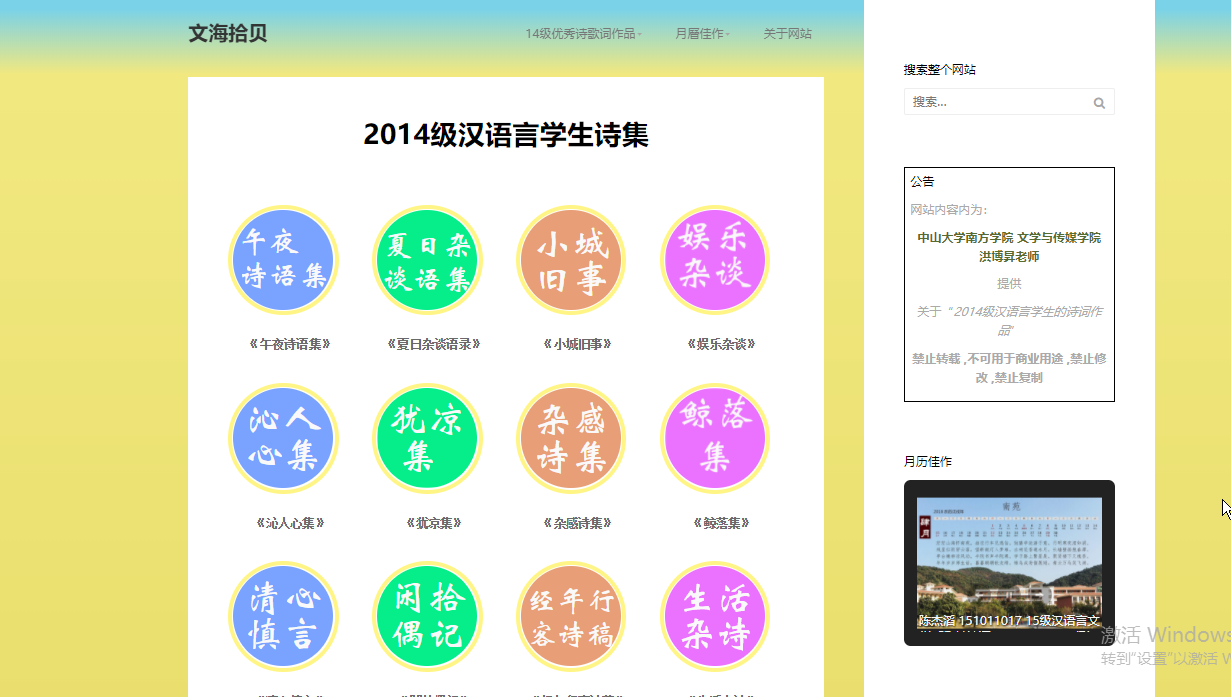 文海拾贝
14级优秀诗歌词作品
月曆佳作
关于网站
2014级汉语言学生诗集
午夜
诗语集
夏日杂
谈语集
小城
旧事
娱乐
杂谈
《午夜诗语集》
《夏日杂谈语录》
《小城旧事》
《娱乐杂谈》
沁人
心集
犹凉
集
杂感
诗集
鲸落
集
《沁人心集》
《犹凉集》
《杂感诗集》
《鲸落集》
清心
慎言
闲拾
偶记
经年行
客诗稿
生活
杂诗
搜索整个网站
搜索...
公告
网站内容内为：
中山大学南方学院 文学与传媒学院
洪博昇老师
提供
关于“2014级汉语言学生的诗词作
品”
禁止转载 ,不可用于商业用途 ,禁止修
改 ,禁止复制
月历佳作
南苑
陈杰滔 151011017 15级汉语言文
激活 Windows
转到"设置"以激活 W